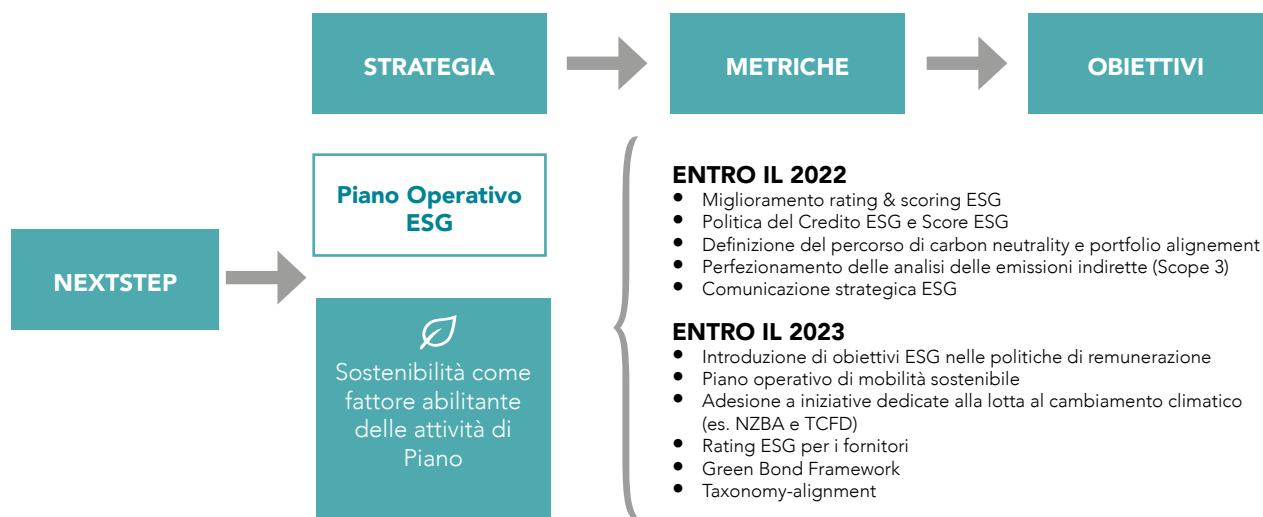 STRATEGIA
METRICHE
OBIETTIVI
NEXTSTEP
Piano Operativo
ESG
Sostenibilità come
fattore abilitante
delle attività di
Piano
ENTRO IL 2022
• Miglioramento rating & scoring ESG
• Politica del Credito ESG e Score ESG
• Definizione del percorso di carbon neutrality e portfolio alignement
• Perfezionamento delle analisi delle emissioni indirette (Scope 3)
• Comunicazione strategica ESG
ENTRO IL 2023
• Introduzione di obiettivi ESG nelle politiche di remunerazione
• Piano operativo di mobilità sostenibile
• Adesione a iniziative dedicate alla lotta al cambiamento climatico
(es. NZBA e TCFD)
• Rating ESG per i fornitori
• Green Bond Framework
• Taxonomy-alignment